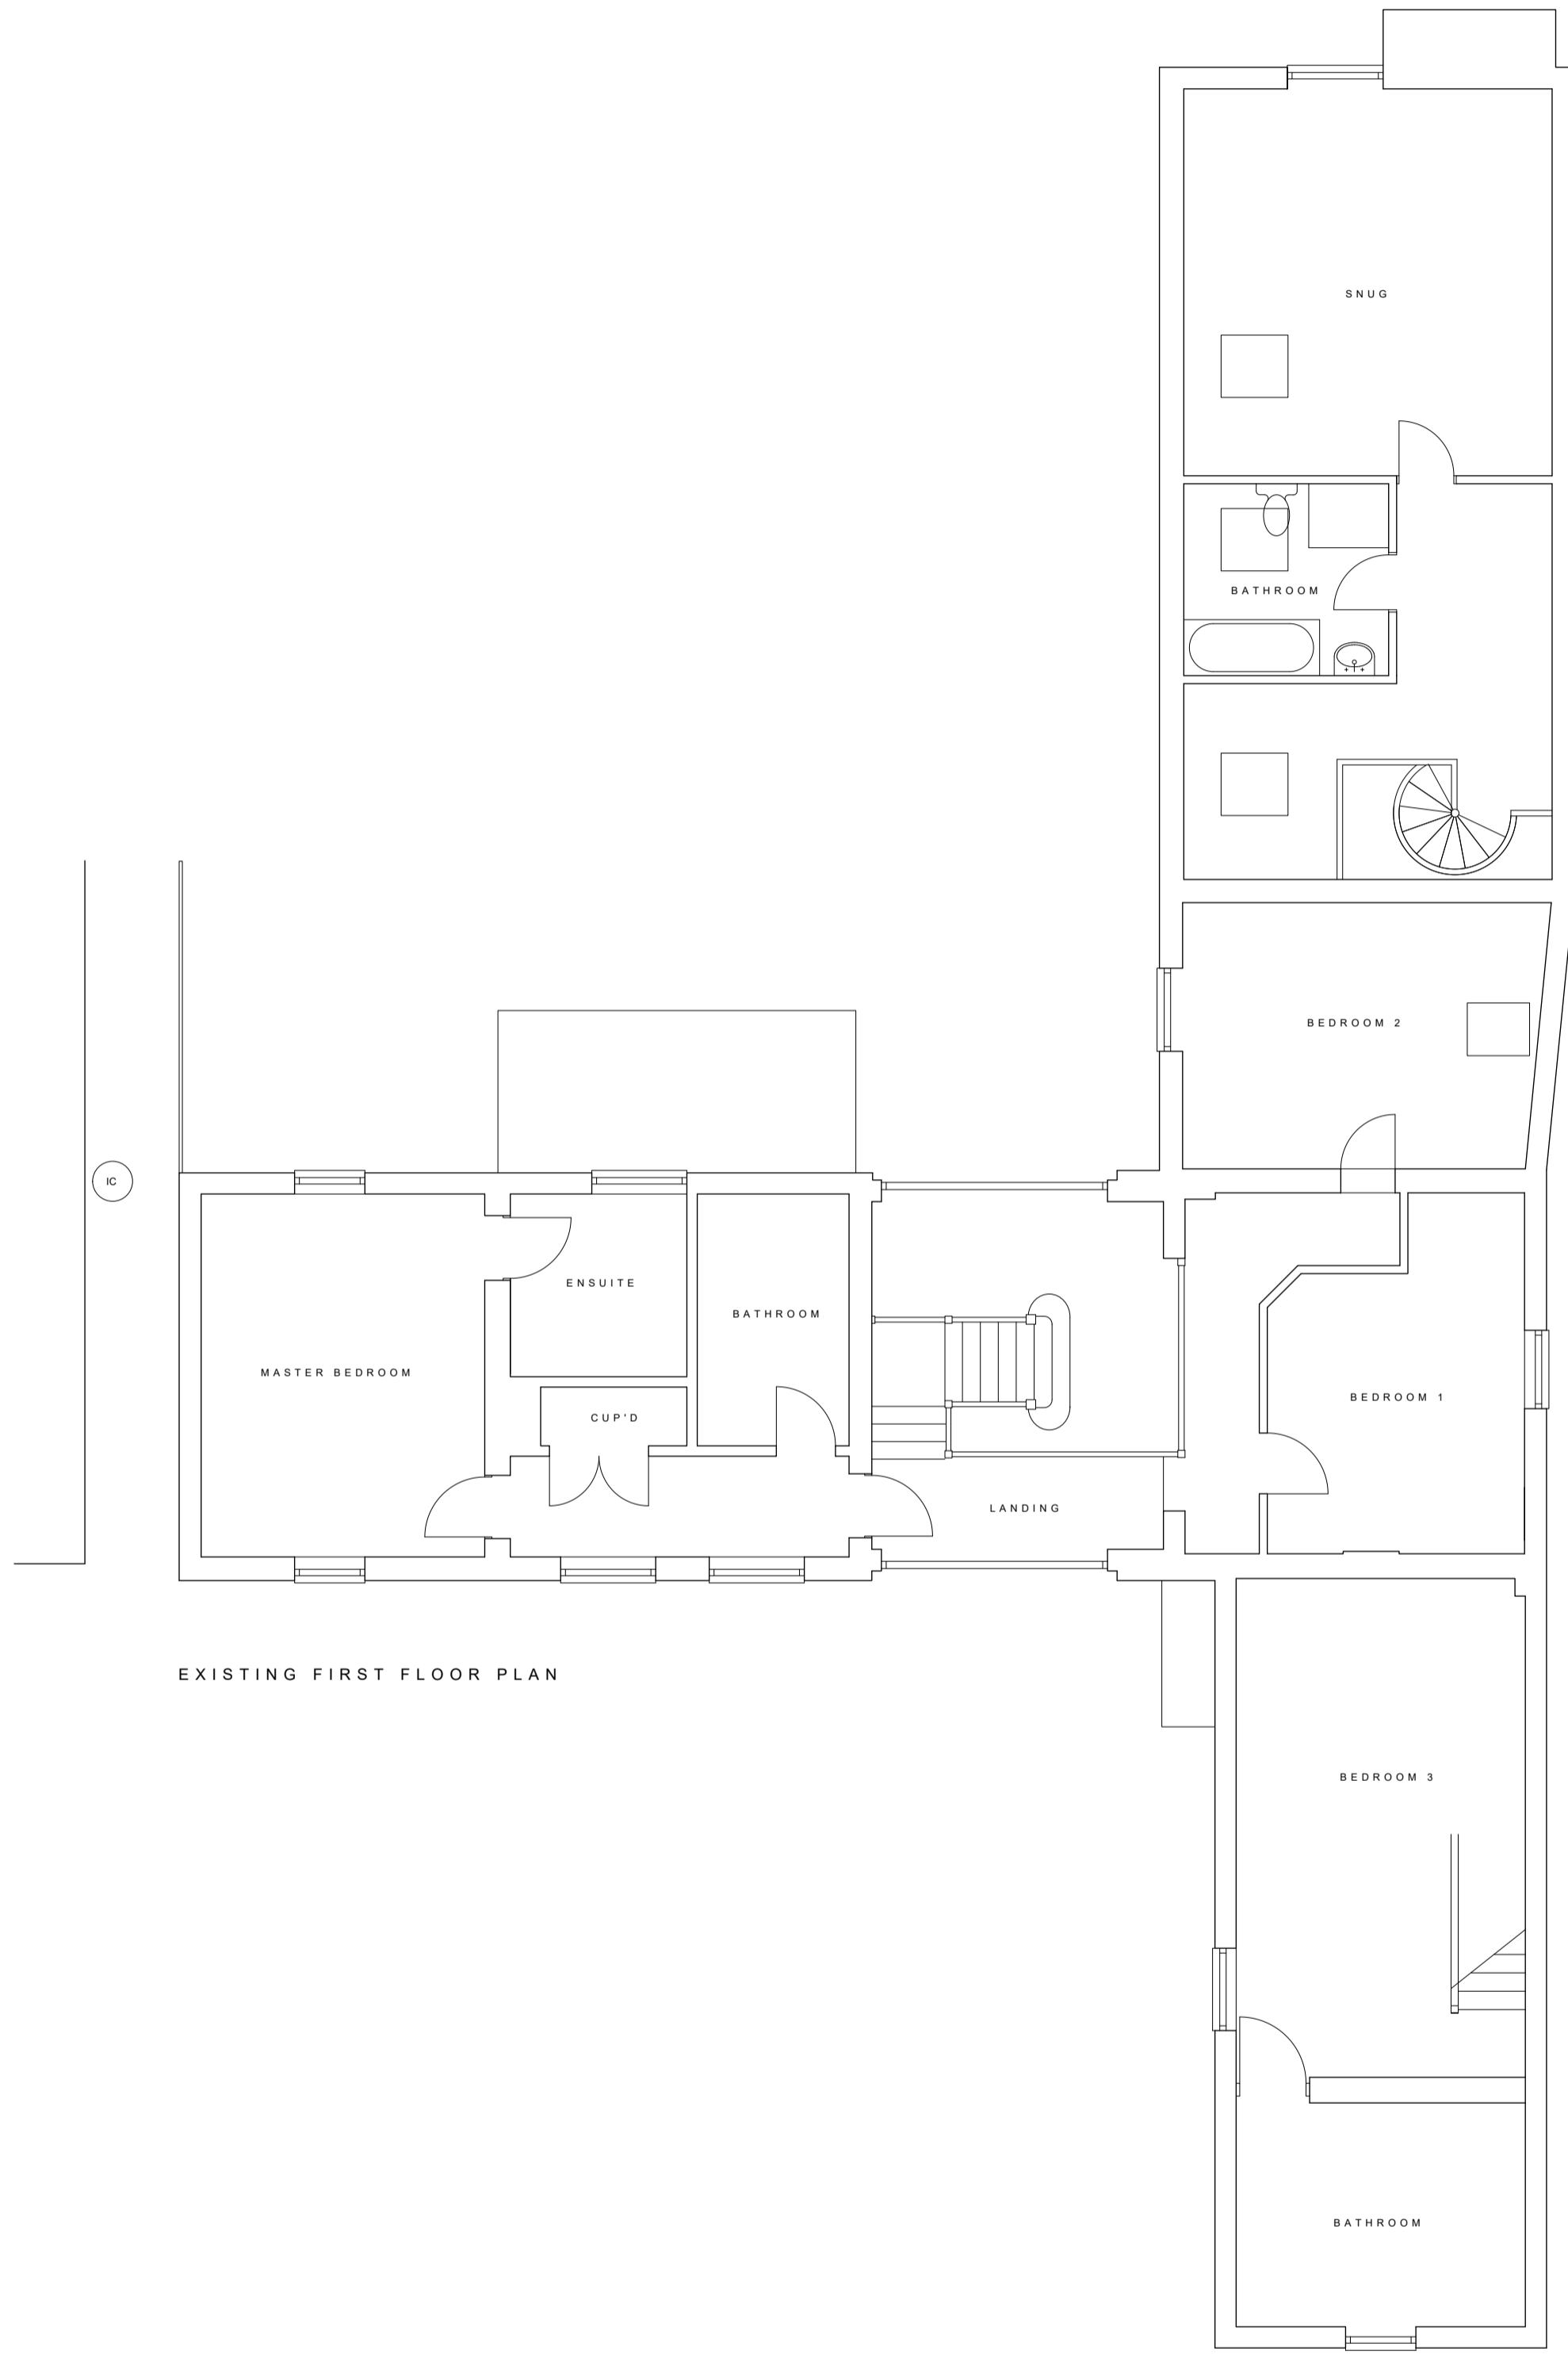 SNUG
BATHROOM
BEDROOM 2
IC
ENSUITE
BATHROOM
MASTER BEDROOM
BEDROOM 1
CUP'D
LANDING
EXISTING FIRST FLOOR PLAN
BEDROOM 3
BATHROOM